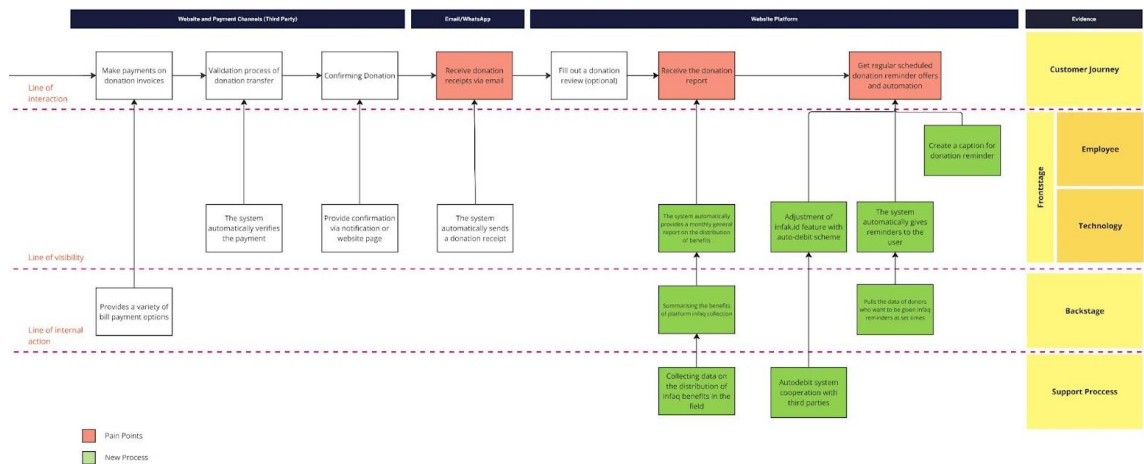 Website and Payment Channels (Third Party)
Email/WhatsApp
Website Platform
Evidence
Make payments on
donation invoices
Validation process of
donation transfer
Confirming Donation
Receive donation
receipts via email
Fill out a donation
review (optional)
Receive the donation
report
Get regular scheduled
donation reminder offers
and automation
Customer Journey
Line of
Interaction
Create a caption for
donation reminder
Employee
Frontstage
The system
automatically verifies
the payment
Provide confirmation
via notification or
website page
The system
automatically sends
a donation receipt
The system automatically
provides a monthly general
report on the distribution of
benefits
Adjustment of
infak.id feature with
auto-debit scheme
The system
automatically gives
reminders to the
user
Technology
Line of visibility
Provides a variety of
bill payment options
Summarising the benefits
of platform infaq collection
Pulls the data of donors
who want to be given infaq
reminders at set times
Backstage
Line of internal
action
Collecting data on
the distribution of
infaq benefits in the
field
Autodebit system
cooperation with
third parties
Support Proccess
Pain Points
New Process